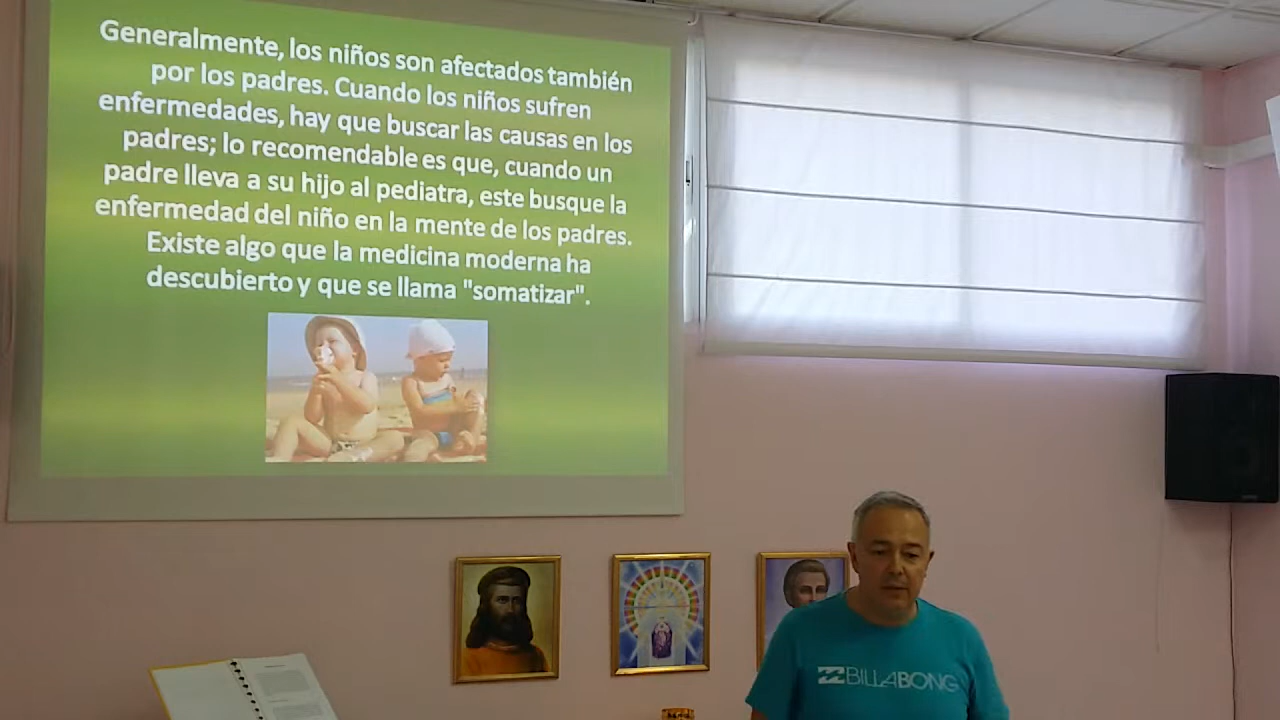 Generalmente, los niños son afectados también
por los padres. Cuando los niños sufren
enfermedades, hay que buscar las causas en los
padres; lo recomendable es que, cuando un
padre lleva a su hijo al pediatra, este busque la
enfermedad del niño en la mente de los padres.
Existe algo que la medicina moderna ha
descubierto y que se llama "somatizar".
BILLABONG